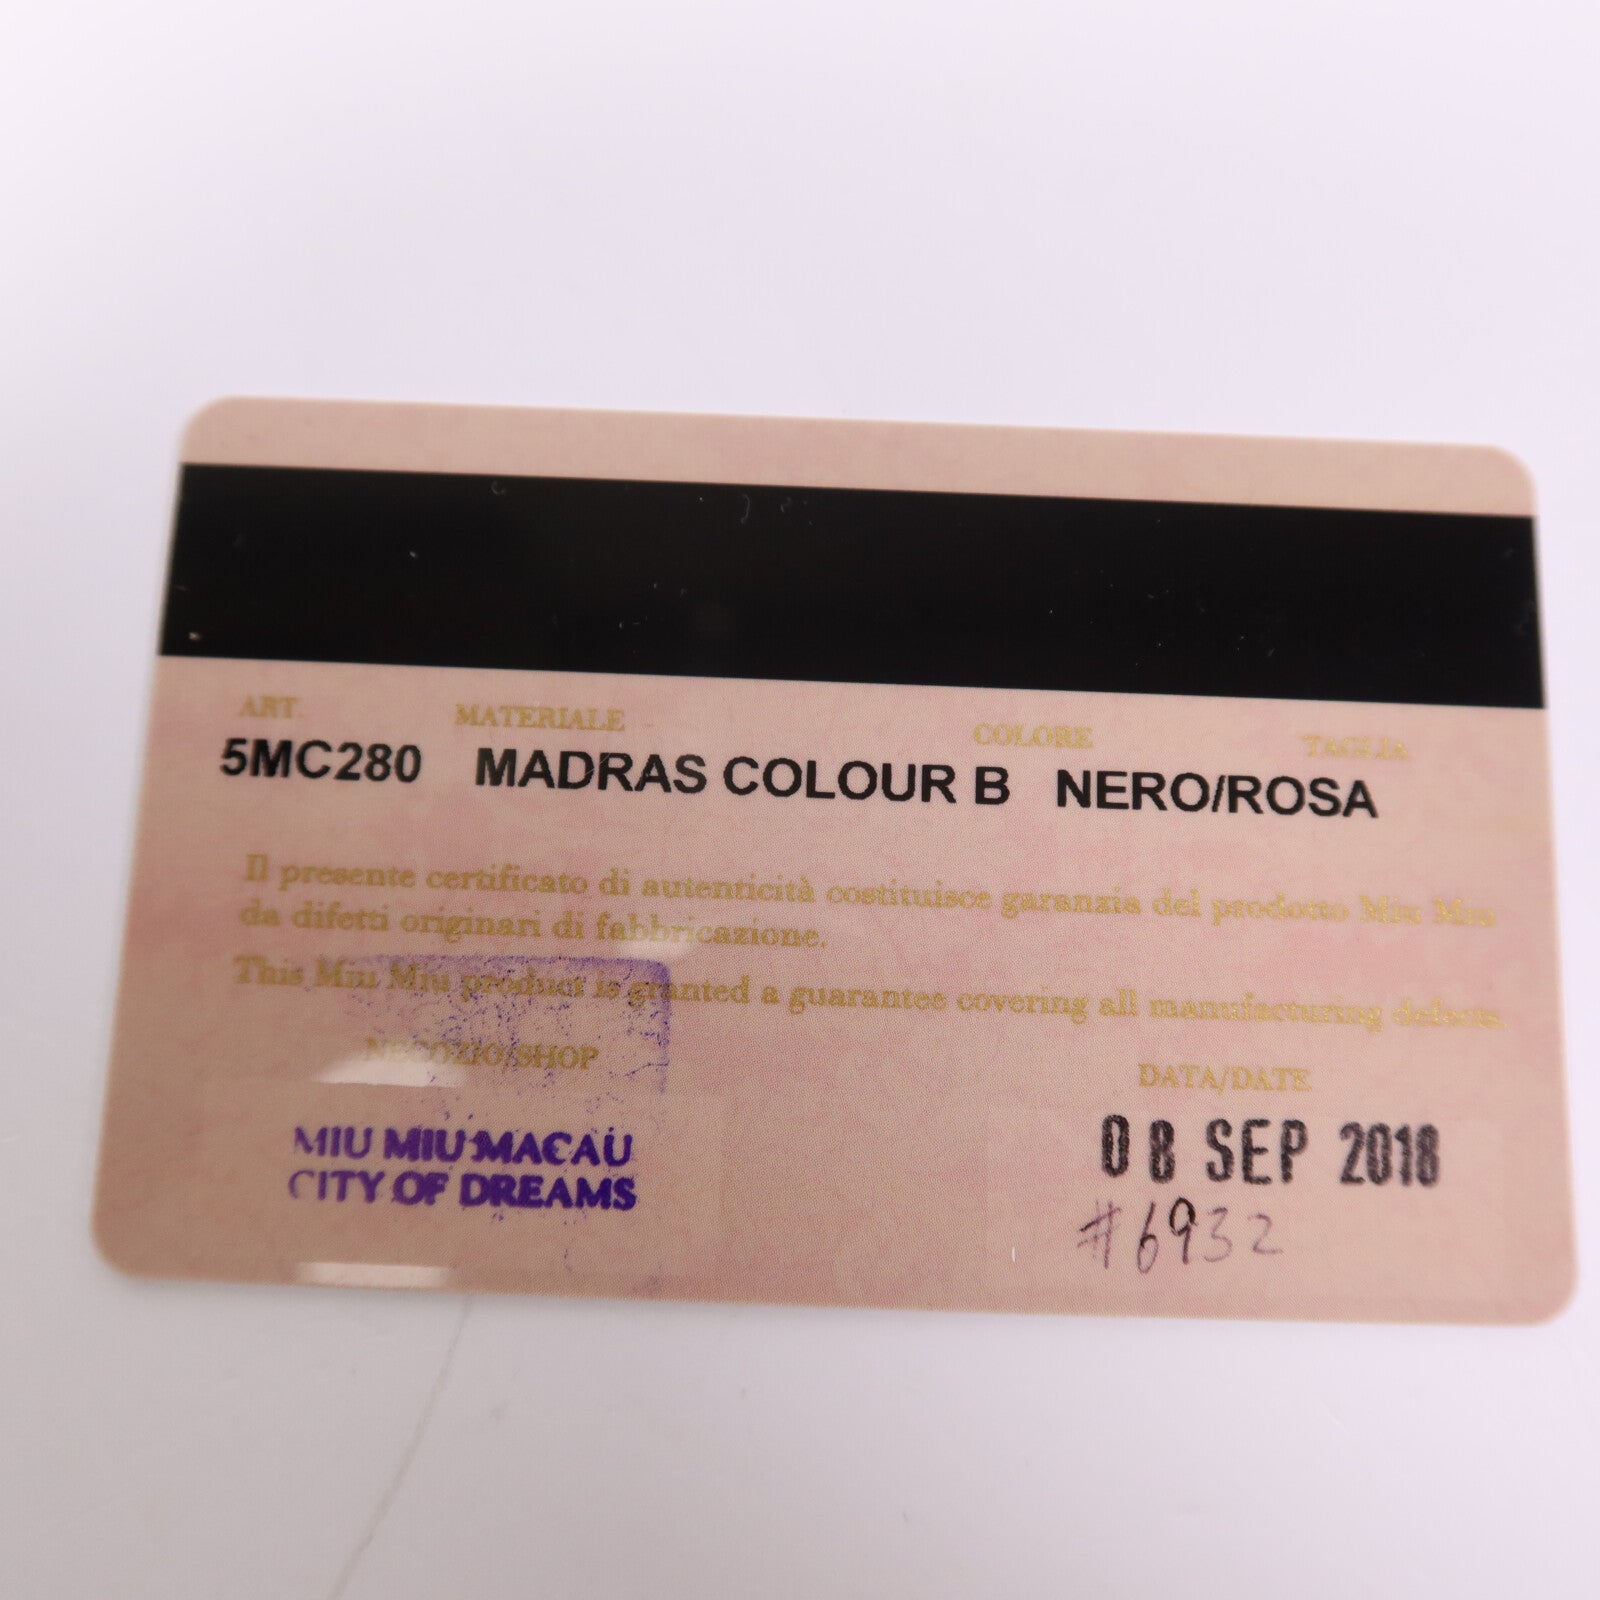 ART. MATERIALE COLORE TAGLIA
5MC280 MADRAS COLOUR B NERO/ROSA
Il presente certificato di autenticità costituisce garanzia del prodotto Miu Miu
da difetti originari di fabbricazione.
This Miu Miu product is granted a guarantee covering all manufacturing defects.
NEGOZIO/SHOP
MIU MIU MACAU
CITY OF DREAMS
DATA/DATE
08 SEP 2018
#6932